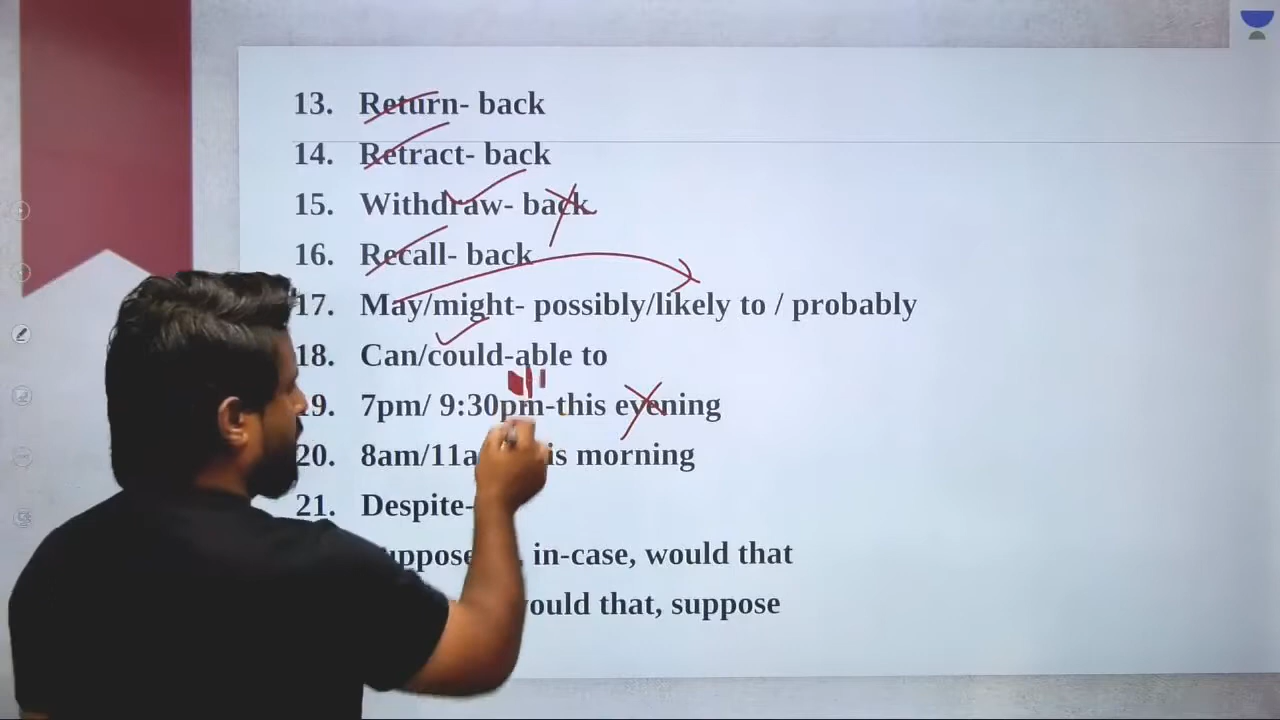 13. Return- back
14. Retract- back
15. Withdraw- back
16. Recall- back
17. May/might- possibly/likely to / probably
18. Can/could-able to
19. 7pm/ 9:30pm-this evening
20. 8am/11a is morning
21. Despite-
in-case, would that
would that, suppose